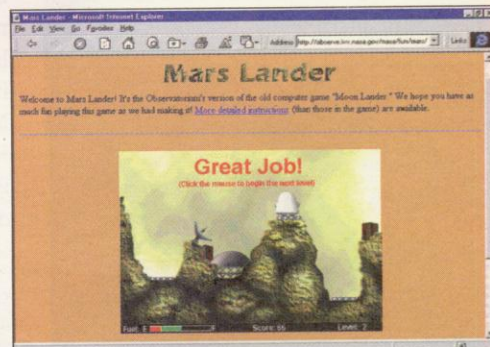 Mars Lander - Microsoft Internet Explorer
File Edit View Go Favorites Help
Address http://observe.ivv.nasa.gov/nasa/fun/mars/ Links
Mars Lander
Welcome to Mars Lander! It's the Observatorium's version of the old computer game "Moon Lander." We hope you have as
much fun playing this game as we had making it! More detailed instructions (than those in the game) are available.
Great Job!
(Click the mouse to begin the next level)
Fuel: E F Score: 65 Level: 2